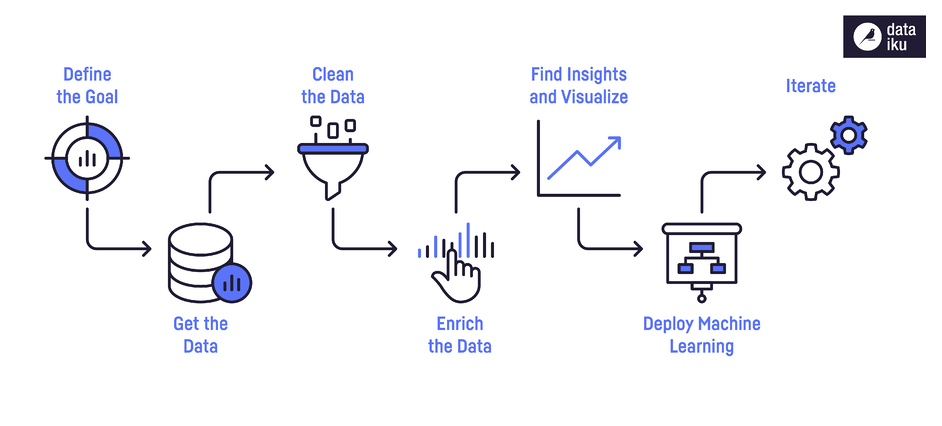 data
iku
Define
the Goal
Clean
the Data
Find Insights
and Visualize
Iterate
Get the
Data
Enrich
the Data
Deploy Machine
Learning